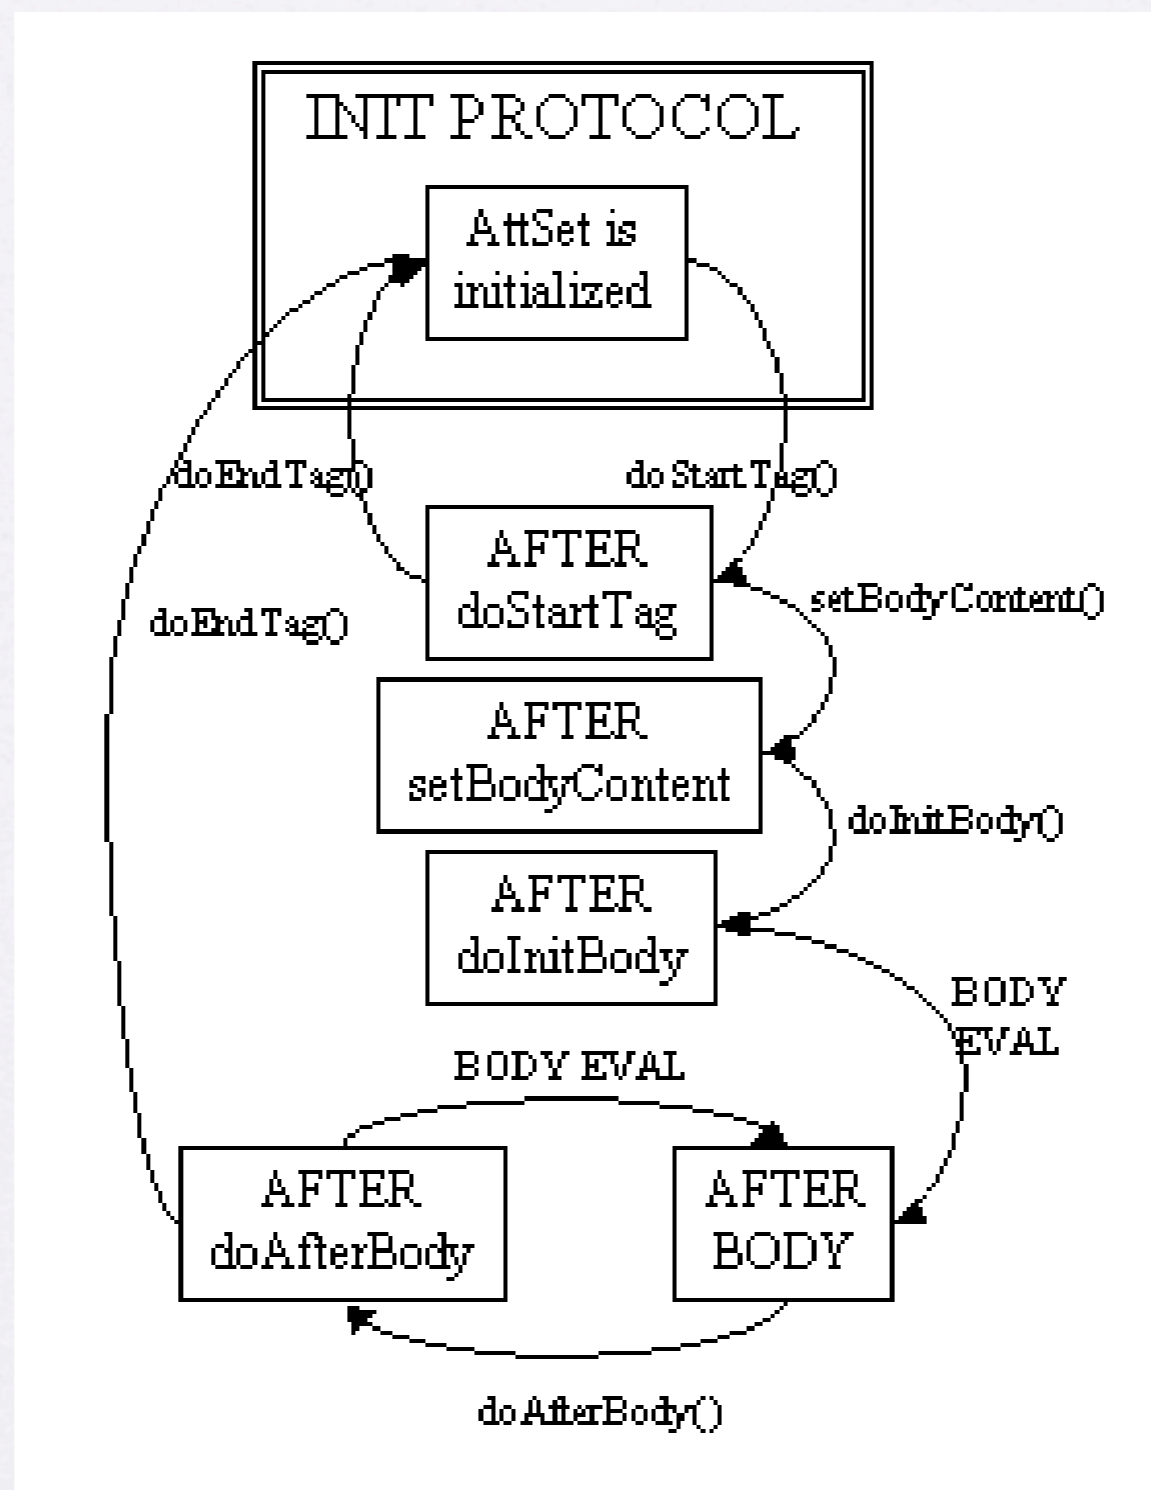 INIT PROTOCOL
AttSet is
initialized
doEndTag()
doStartTag()
AFTER
doStartTag
setBodyContent()
doEndTag()
AFTER
setBodyContent
doInitBody()
AFTER
doInitBody
BODY
EVAL
BODY EVAL
AFTER
doAfterBody
AFTER
BODY
doAfterBody()